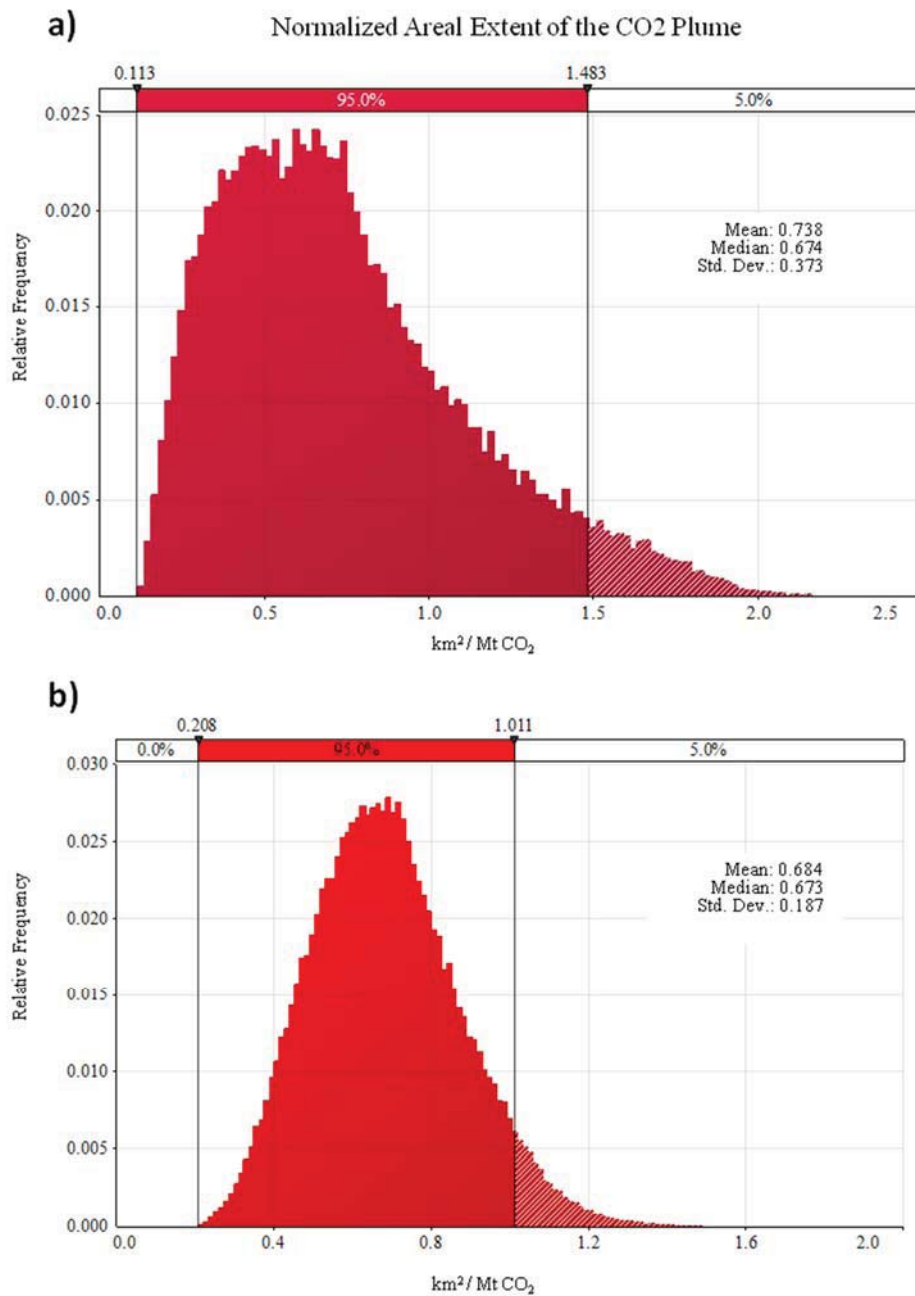 a)
Normalized Areal Extent of the CO2 Plume
0.113
1.483
95.0%
5.0%
0.025
0.020
0.015
0.010
0.005
0.000
Relative Frequency
Mean: 0.738
Median: 0.674
Std. Dev.: 0.373
0.0
0.5
1.0
1.5
2.0
2.5
km² / Mt CO₂
b)
0.208
1.011
0.0%
95.0%
5.0%
0.030
0.025
0.020
0.015
0.010
0.005
0.000
Relative Frequency
Mean: 0.684
Median: 0.673
Std. Dev.: 0.187
0.0
0.4
0.8
1.2
1.6
2.0
km² / Mt CO₂